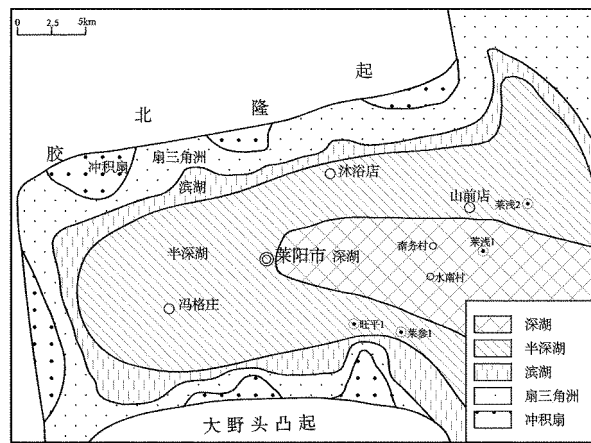 0 2.5 5km
胶北隆起
冲积扇
扇三角洲
滨湖
沐浴店
山前店
莱浅2
半深湖
莱阳市
深湖
南务村
莱浅1
水南村
冯格庄
旺平1
莱参1
大野头凸起
深湖
半深湖
滨湖
扇三角洲
冲积扇